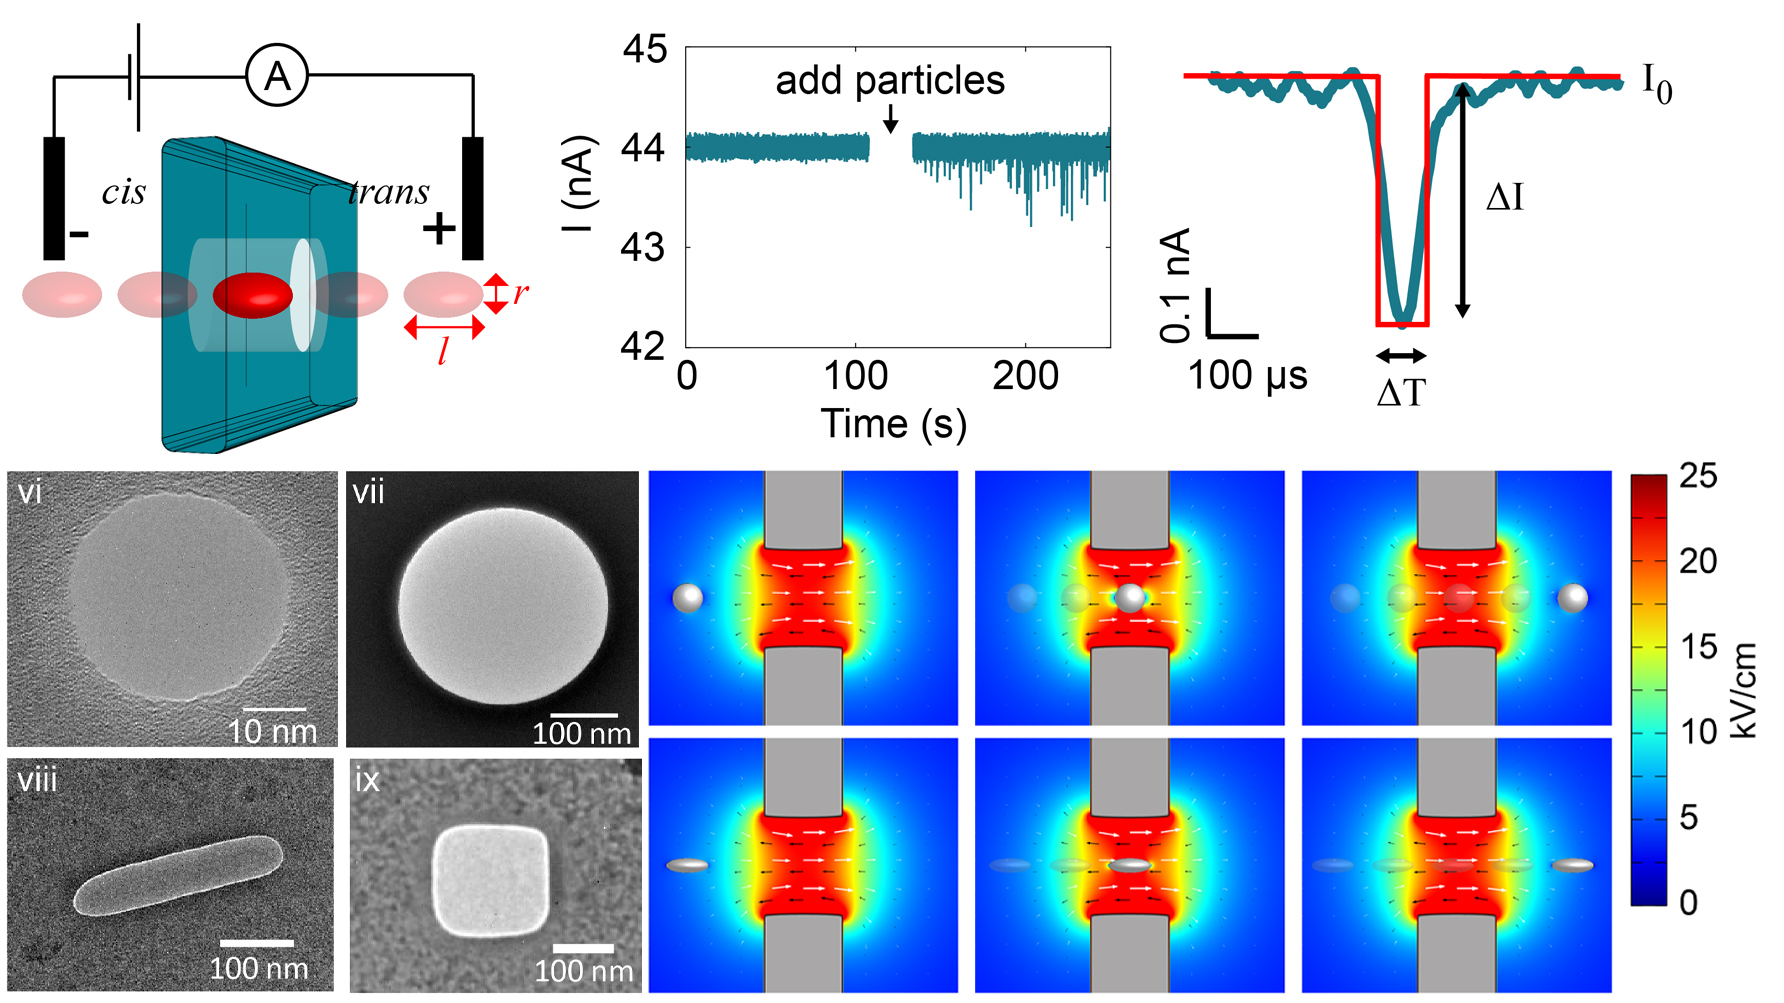 A
cis
trans
-
+
r
l
45
44
43
42
I (nA)
add particles
0
100
200
Time (s)
I0
ΔI
0.1 nA
100 µs
ΔT
vi
10 nm
vii
100 nm
viii
100 nm
ix
100 nm
25
20
15
10
5
0
kV/cm